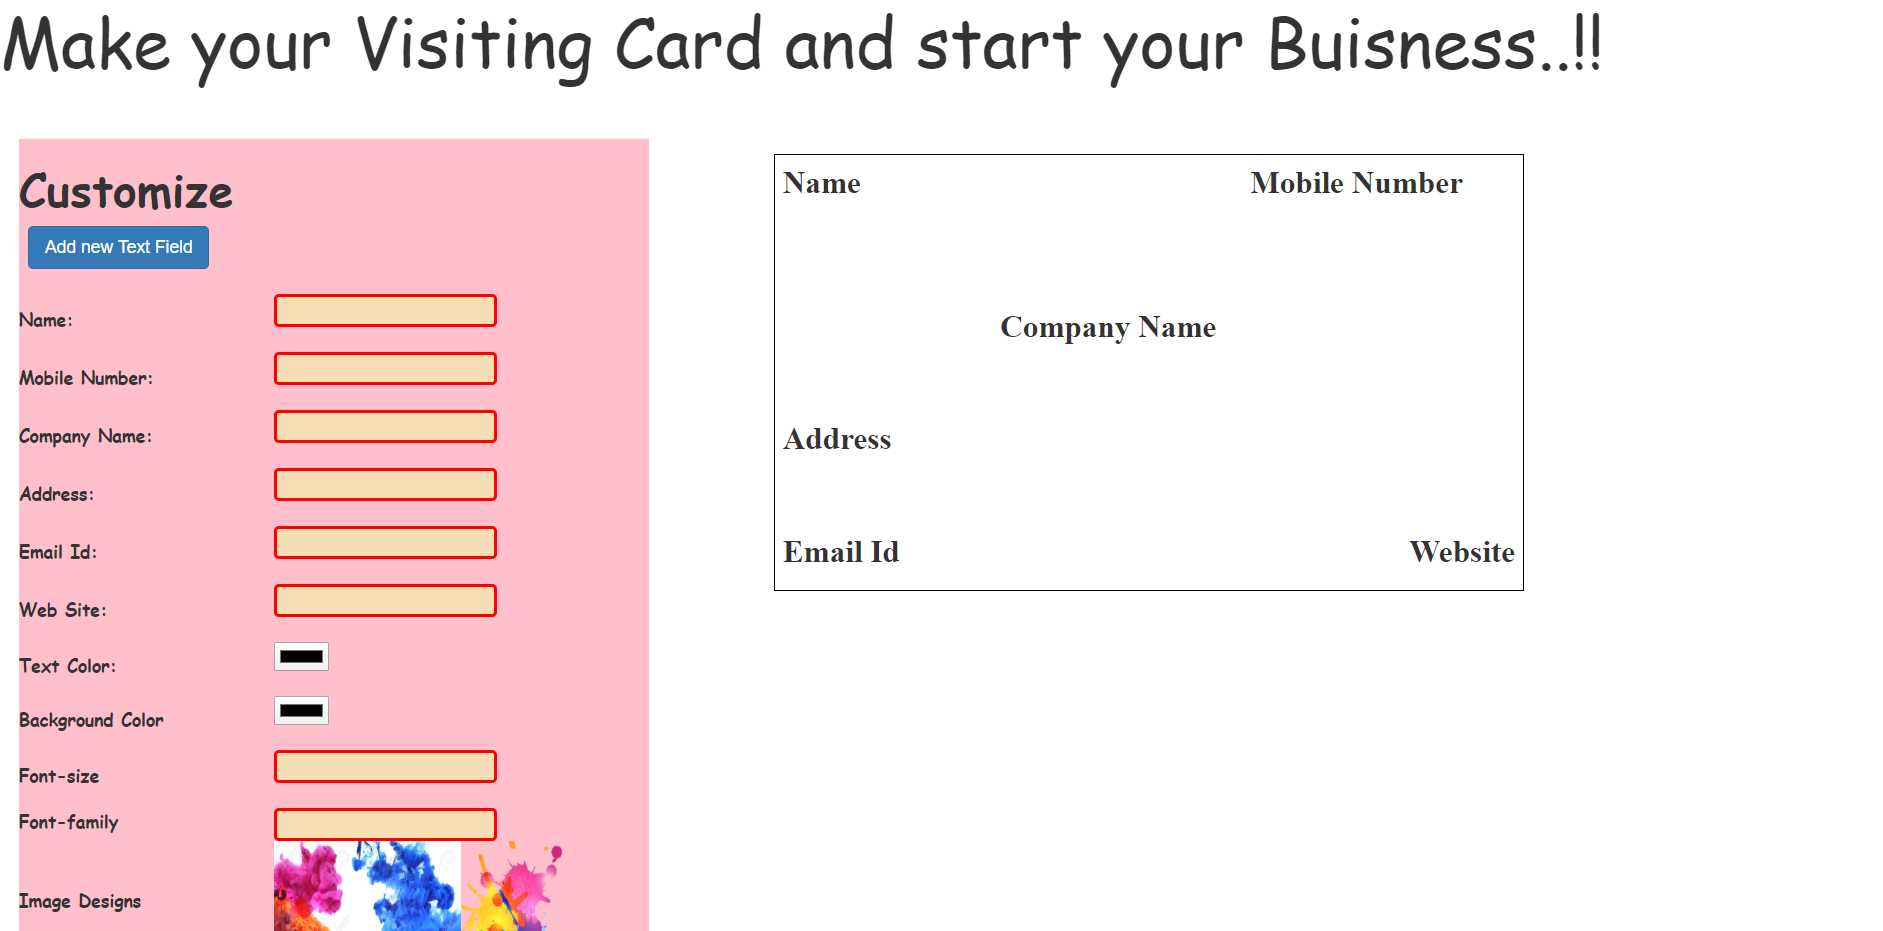 Make your Visiting Card and start your Buisness..!!
Customize
Add new Text Field
Name:
Mobile Number:
Company Name:
Address:
Email Id:
Web Site:
Text Color:
Background Color
Font-size
Font-family
Image Designs
Name Mobile Number
Company Name
Address
Email Id Website